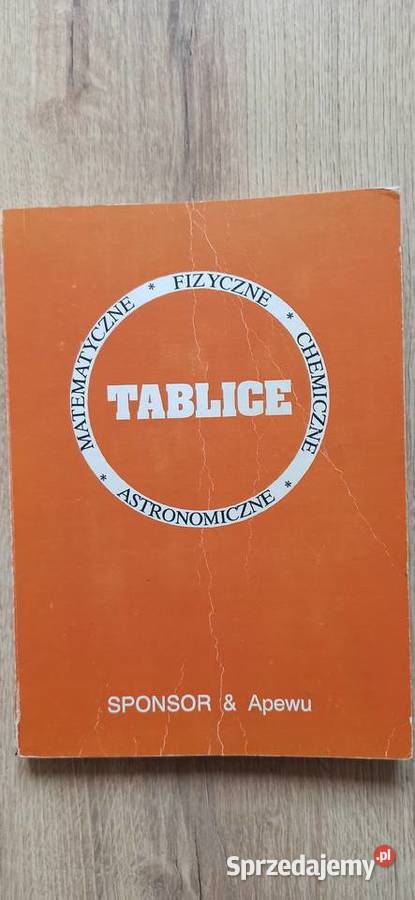 MATEMATYCZNE * FIZYCZNE * CHEMICZNE * ASTRONOMICZNE *
TABLICE
SPONSOR & Apewu
Sprzedajemy.pl